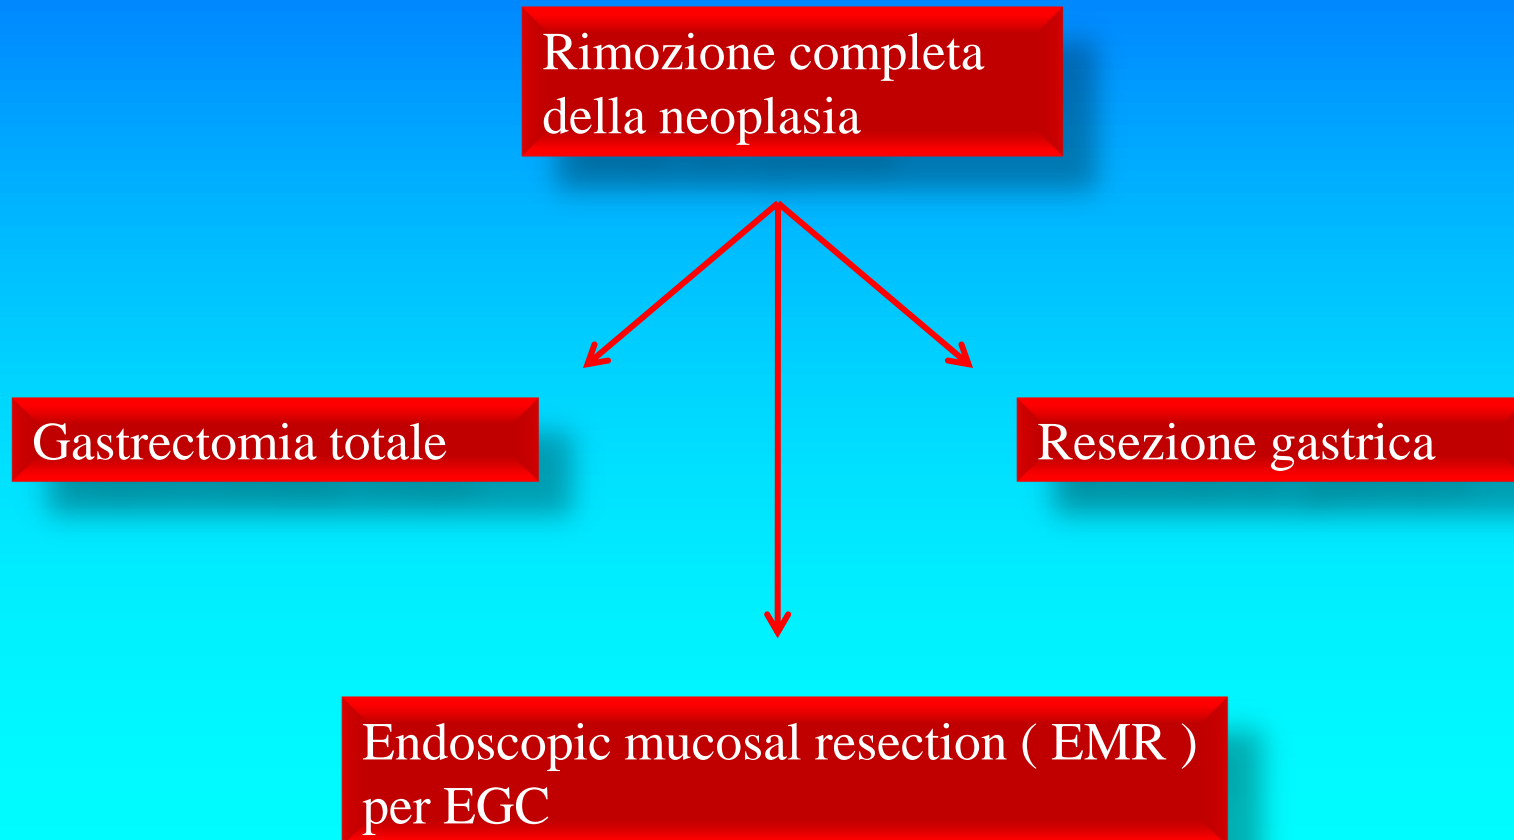 Rimozione completa
della neoplasia
Gastrectomia totale
Resezione gastrica
Endoscopic mucosal resection ( EMR )
per EGC